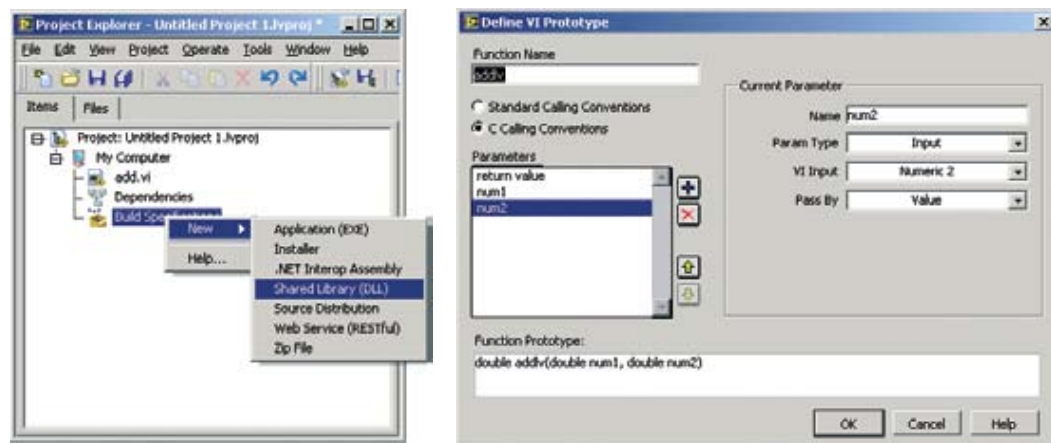 Project Explorer - Untitled Project 1.lvproj *
File Edit View Project Operate Tools Window Help
Items Files
Project: Untitled Project 1.lvproj
My Computer
add.vi
Dependencies
Build Specifications
New
Help...
Application (EXE)
Installer
.NET Interop Assembly
Shared Library (DLL)
Source Distribution
Web Service (RESTful)
Zip File
Define VI Prototype
Function Name
addlv
Standard Calling Conventions
C Calling Conventions
Parameters
return value
num1
num2
Current Parameter
Name num2
Param Type Input
VI Input Numeric 2
Pass By Value
Function Prototype:
double addlv(double num1, double num2)
OK Cancel Help